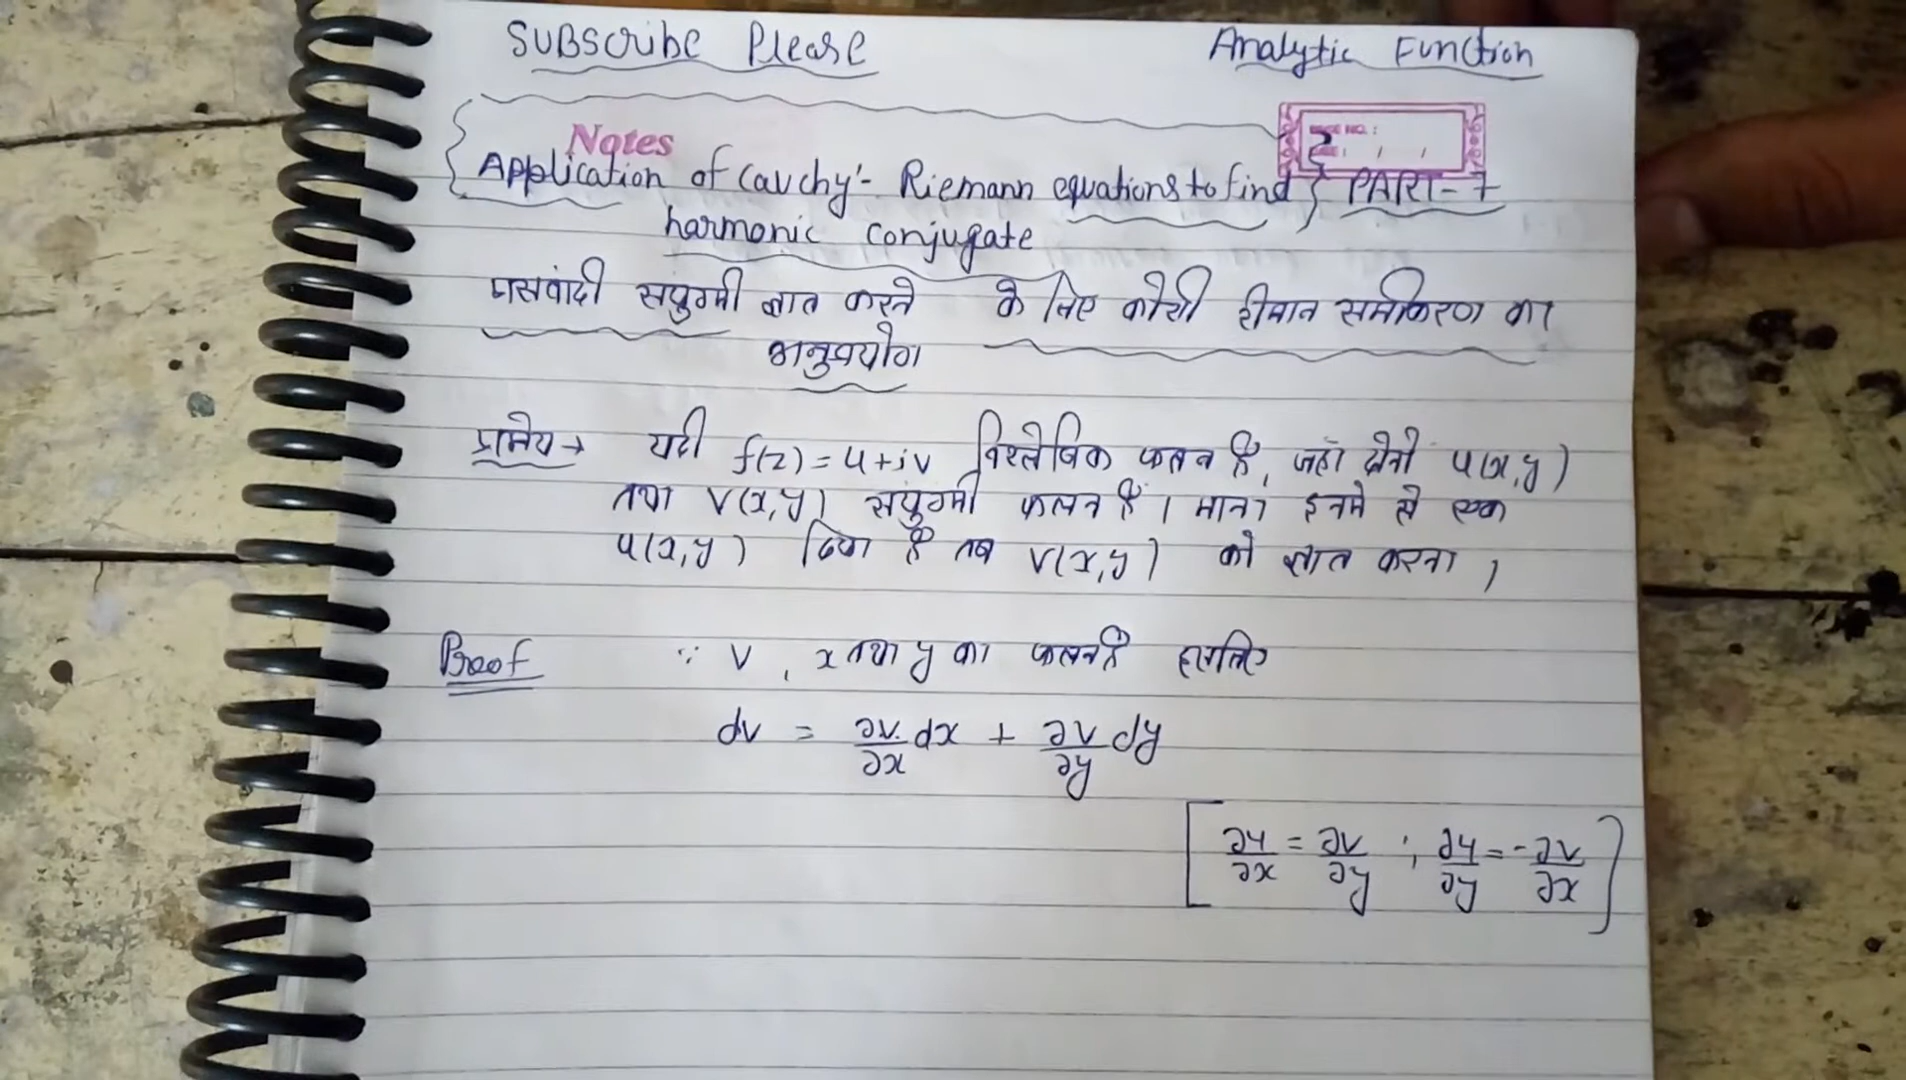 Subscribe Please
Analytic Function
Notes
PAGE NO.:
Application of Cauchy'- Riemann equations to find
PART-7
harmonic conjugate
प्रसंवादी संयुग्मी ज्ञात करने के लिए कोशी रीमान समीकरण का
अनुप्रयोग
प्रमेय→ यदी f(z) = u+iv विश्लेषिक फलन है, जहाँ दोनों u(x,y)
तथा v(x,y) संयुग्मी फलन है। माना इनमे से एक
u(x,y) दिया है तब v(x,y) को ज्ञात करना।
Proof ∵ v, x तथा y का फलन है इसलिए
dv = ∂v/∂x dx + ∂v/∂y dy
[∂u/∂x = ∂v/∂y ; ∂u/∂y = -∂v/∂x]